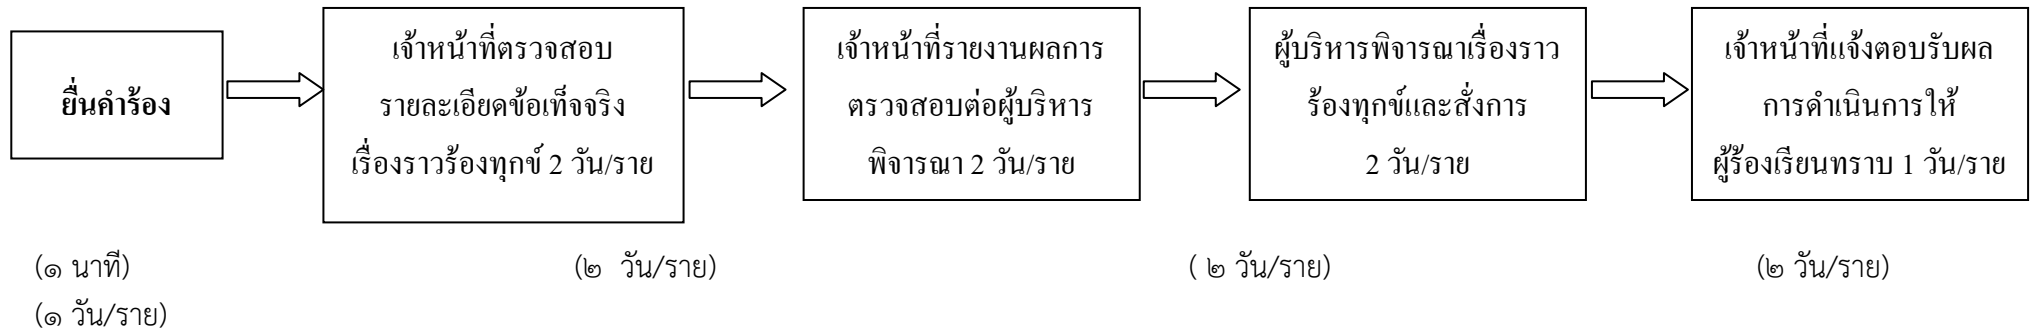 ยื่นคำร้อง
เจ้าหน้าที่ตรวจสอบ
รายละเอียดข้อเท็จจริง
เรื่องราวร้องทุกข์ 2 วัน/ราย
เจ้าหน้าที่รายงานผลการ
ตรวจสอบต่อผู้บริหาร
พิจารณา 2 วัน/ราย
ผู้บริหารพิจารณาเรื่องราว
ร้องทุกข์และสั่งการ
2 วัน/ราย
เจ้าหน้าที่แจ้งตอบรับผล
การดำเนินการให้
ผู้ร้องเรียนทราบ 1 วัน/ราย
(๑ นาที) (๒ วัน/ราย) ( ๒ วัน/ราย) (๒ วัน/ราย)
(๑ วัน/ราย)